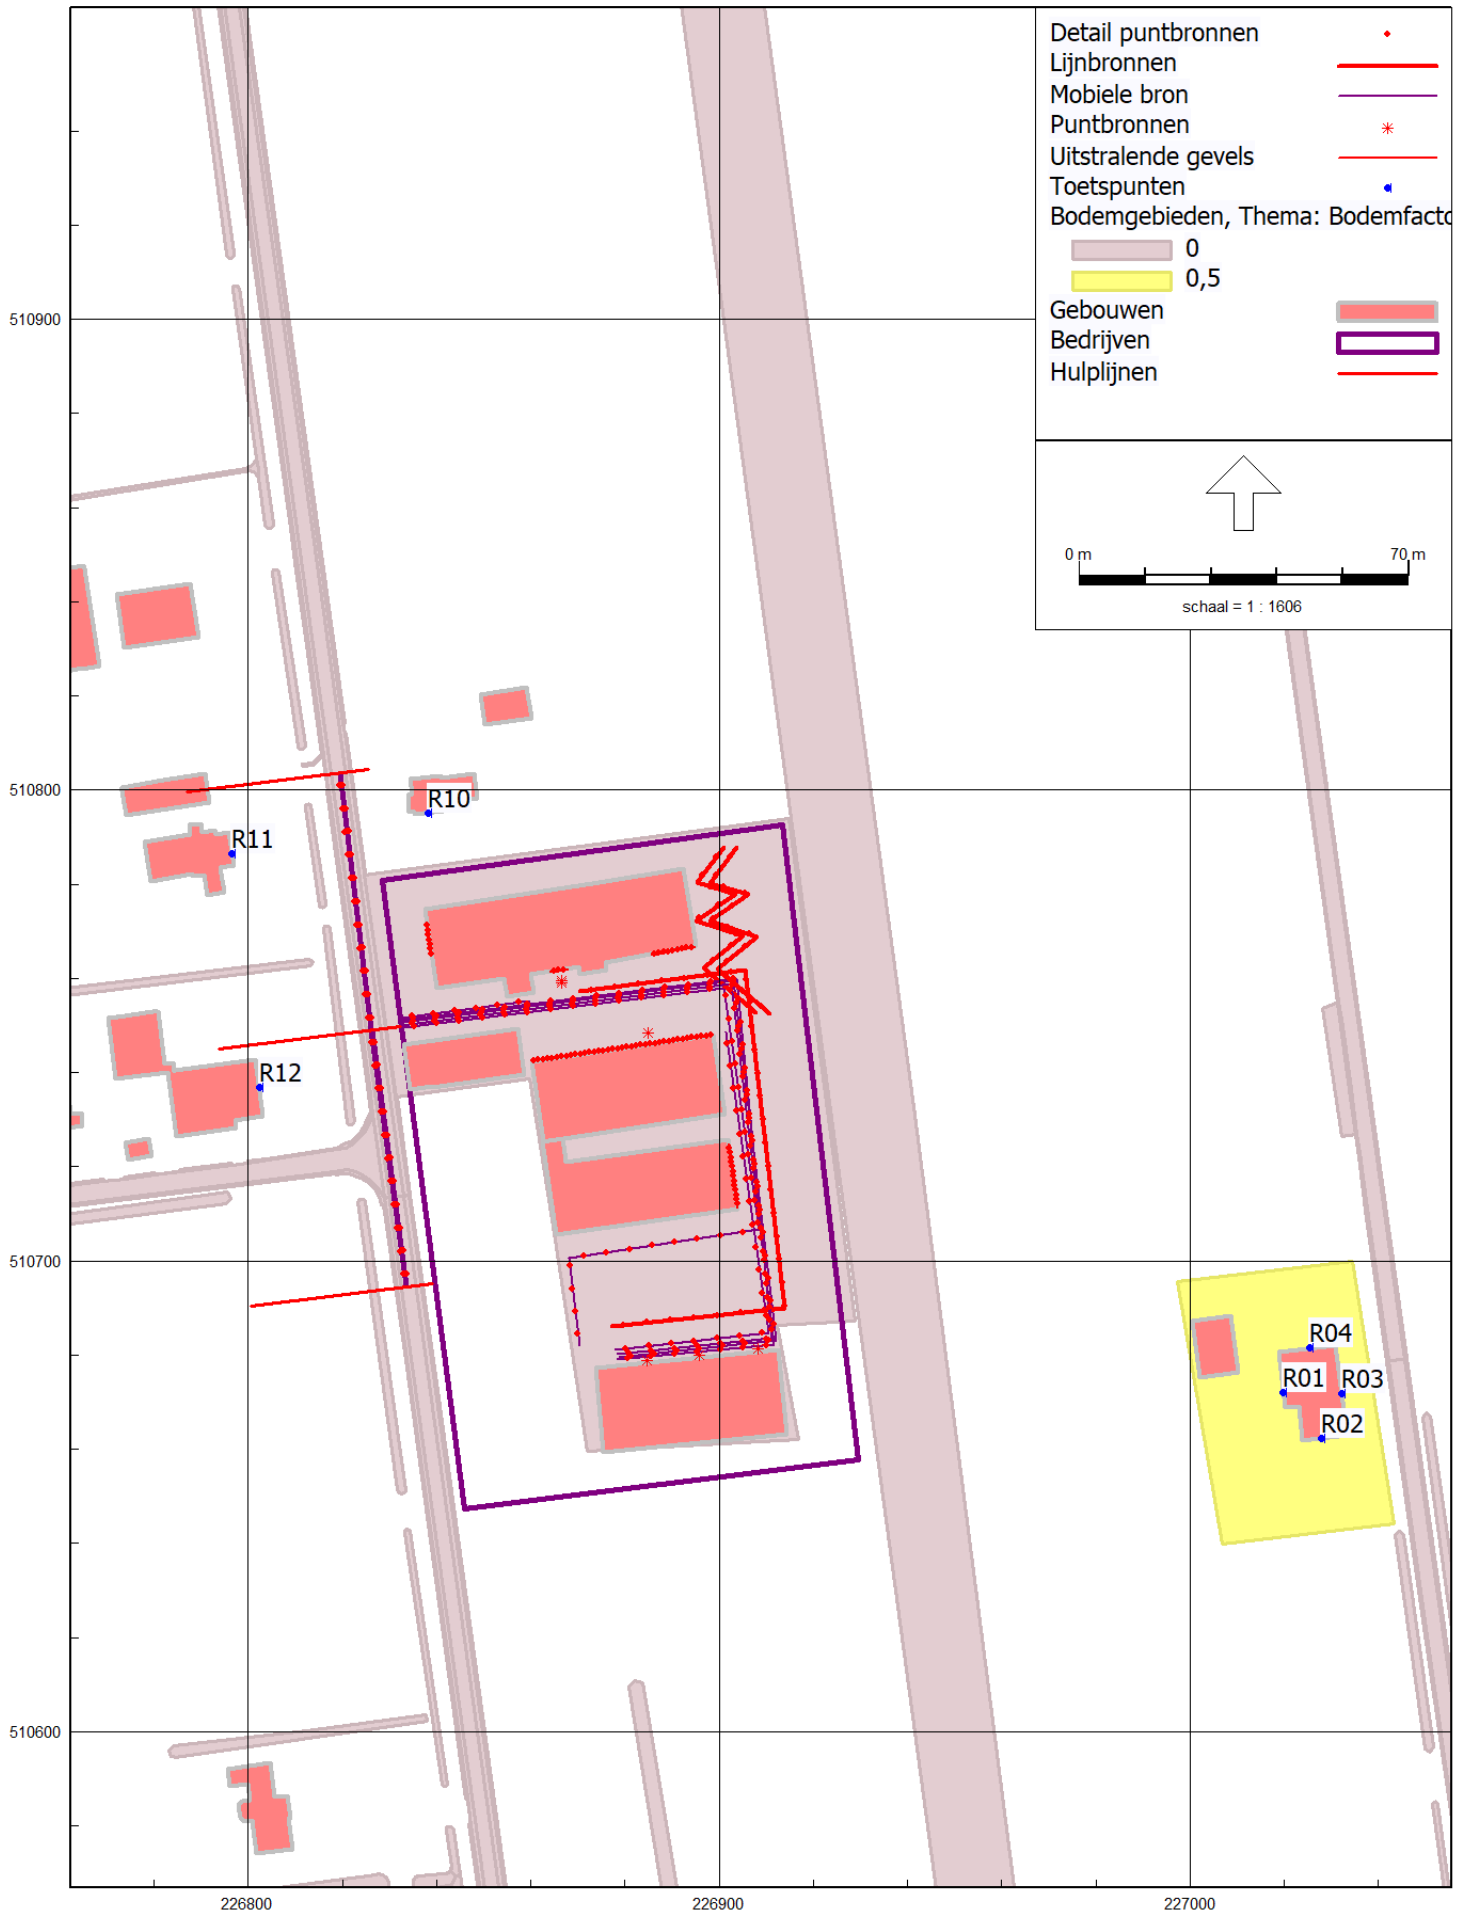 Detail puntbronnen
Lijnbronnen
Mobiele bron
Puntbronnen
Uitstralende gevels
Toetspunten
Bodemgebieden, Thema: Bodemfacto
0
0,5
Gebouwen
Bedrijven
Hulplijnen
0 m 70 m
schaal = 1 : 1606
510900
510800
R10
R11
R12
510700
R04
R01 R03
R02
510600
226800 226900 227000